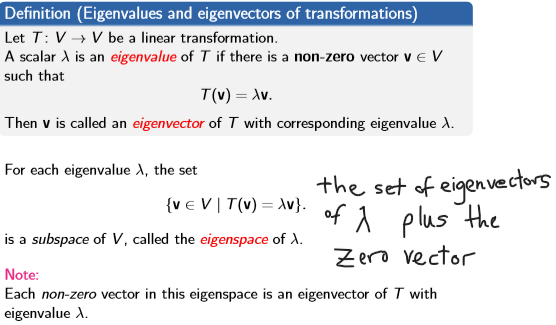 Definition (Eigenvalues and eigenvectors of transformations)
Let T: V → V be a linear transformation.
A scalar λ is an eigenvalue of T if there is a non-zero vector v ∈ V
such that
T(v) = λv.
Then v is called an eigenvector of T with corresponding eigenvalue λ.
For each eigenvalue λ, the set
{v ∈ V | T(v) = λv}.
is a subspace of V, called the eigenspace of λ.
the set of eigenvectors
of λ plus the
zero vector
Note:
Each non-zero vector in this eigenspace is an eigenvector of T with
eigenvalue λ.